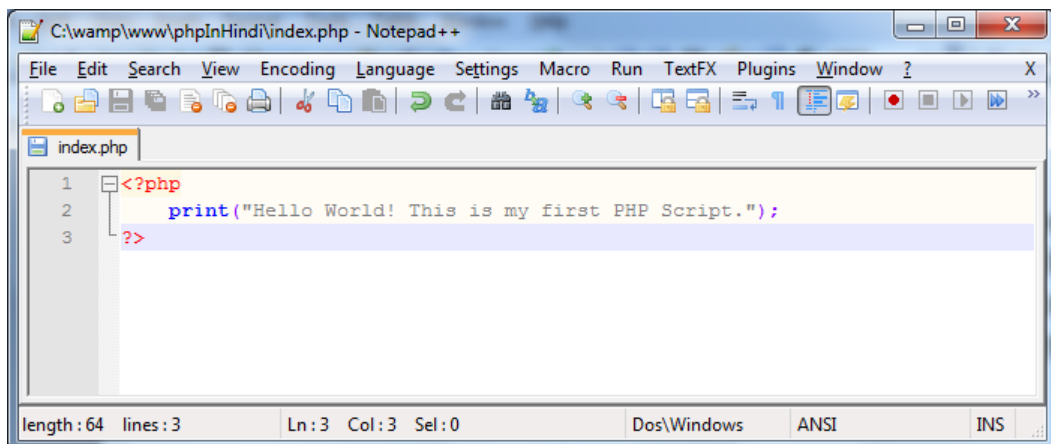 C:\wamp\www\phpInHindi\index.php - Notepad++
File Edit Search View Encoding Language Settings Macro Run TextFX Plugins Window ? X
index.php
1 <?php
2 print("Hello World! This is my first PHP Script.");
3 ?>
length : 64 lines : 3 Ln : 3 Col : 3 Sel : 0 Dos\Windows ANSI INS